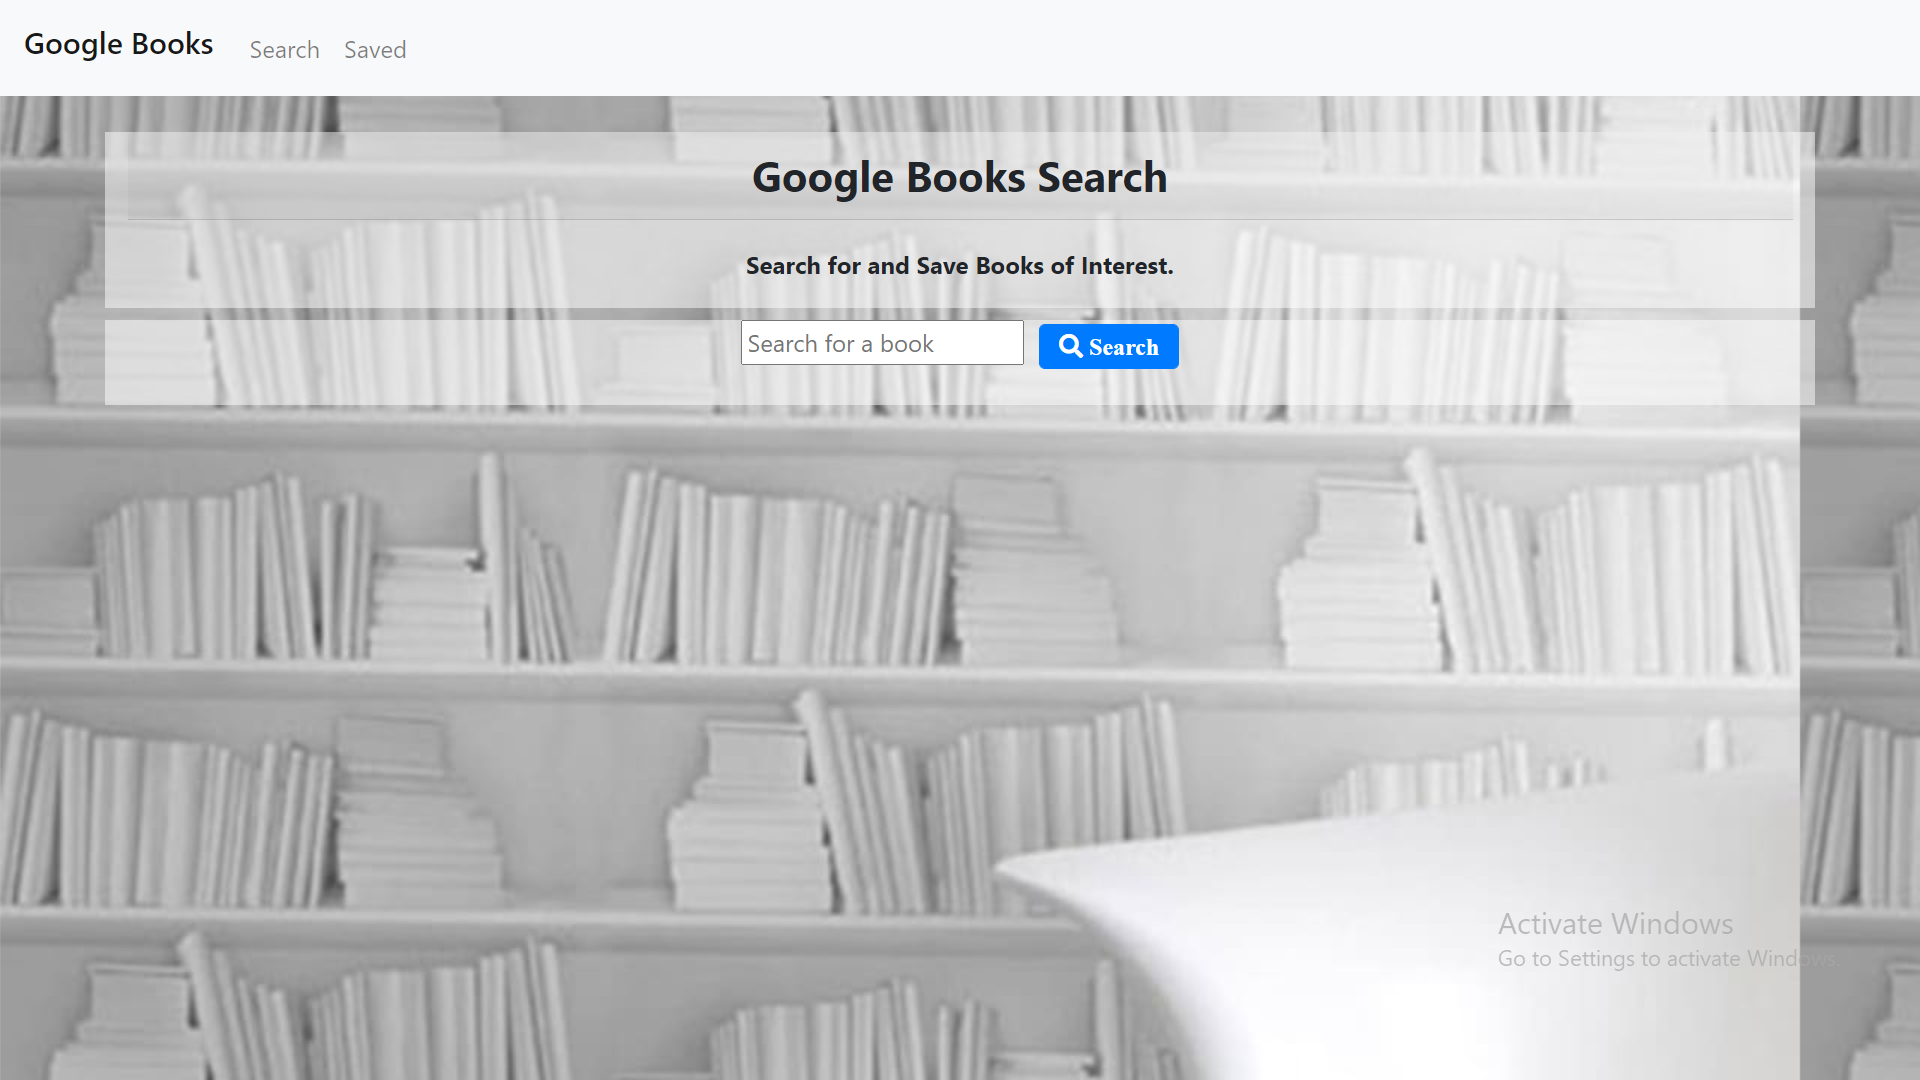 Google Books Search Saved
Google Books Search
Search for and Save Books of Interest.
Search for a book Search
Activate Windows
Go to Settings to activate Windows.